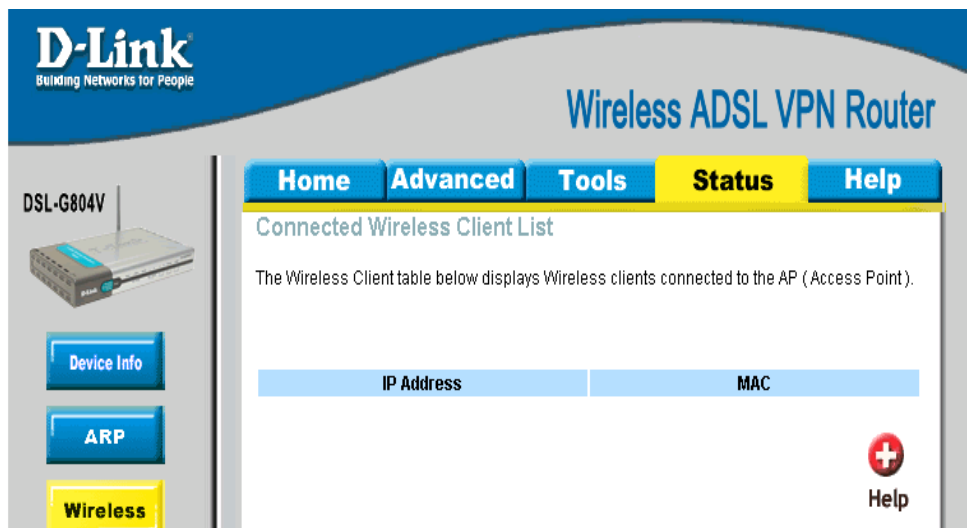 D-Link
Building Networks for People
Wireless ADSL VPN Router
DSL-G804V
Home Advanced Tools Status Help
Connected Wireless Client List
The Wireless Client table below displays Wireless clients connected to the AP ( Access Point ).
Device Info
IP Address MAC
ARP
Wireless
Help